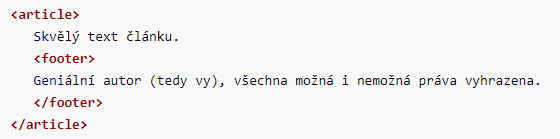 <article>
Skvělý text článku.
<footer>
Geniální autor (tedy vy), všechna možná i nemožná práva vyhrazena.
</footer>
</article>